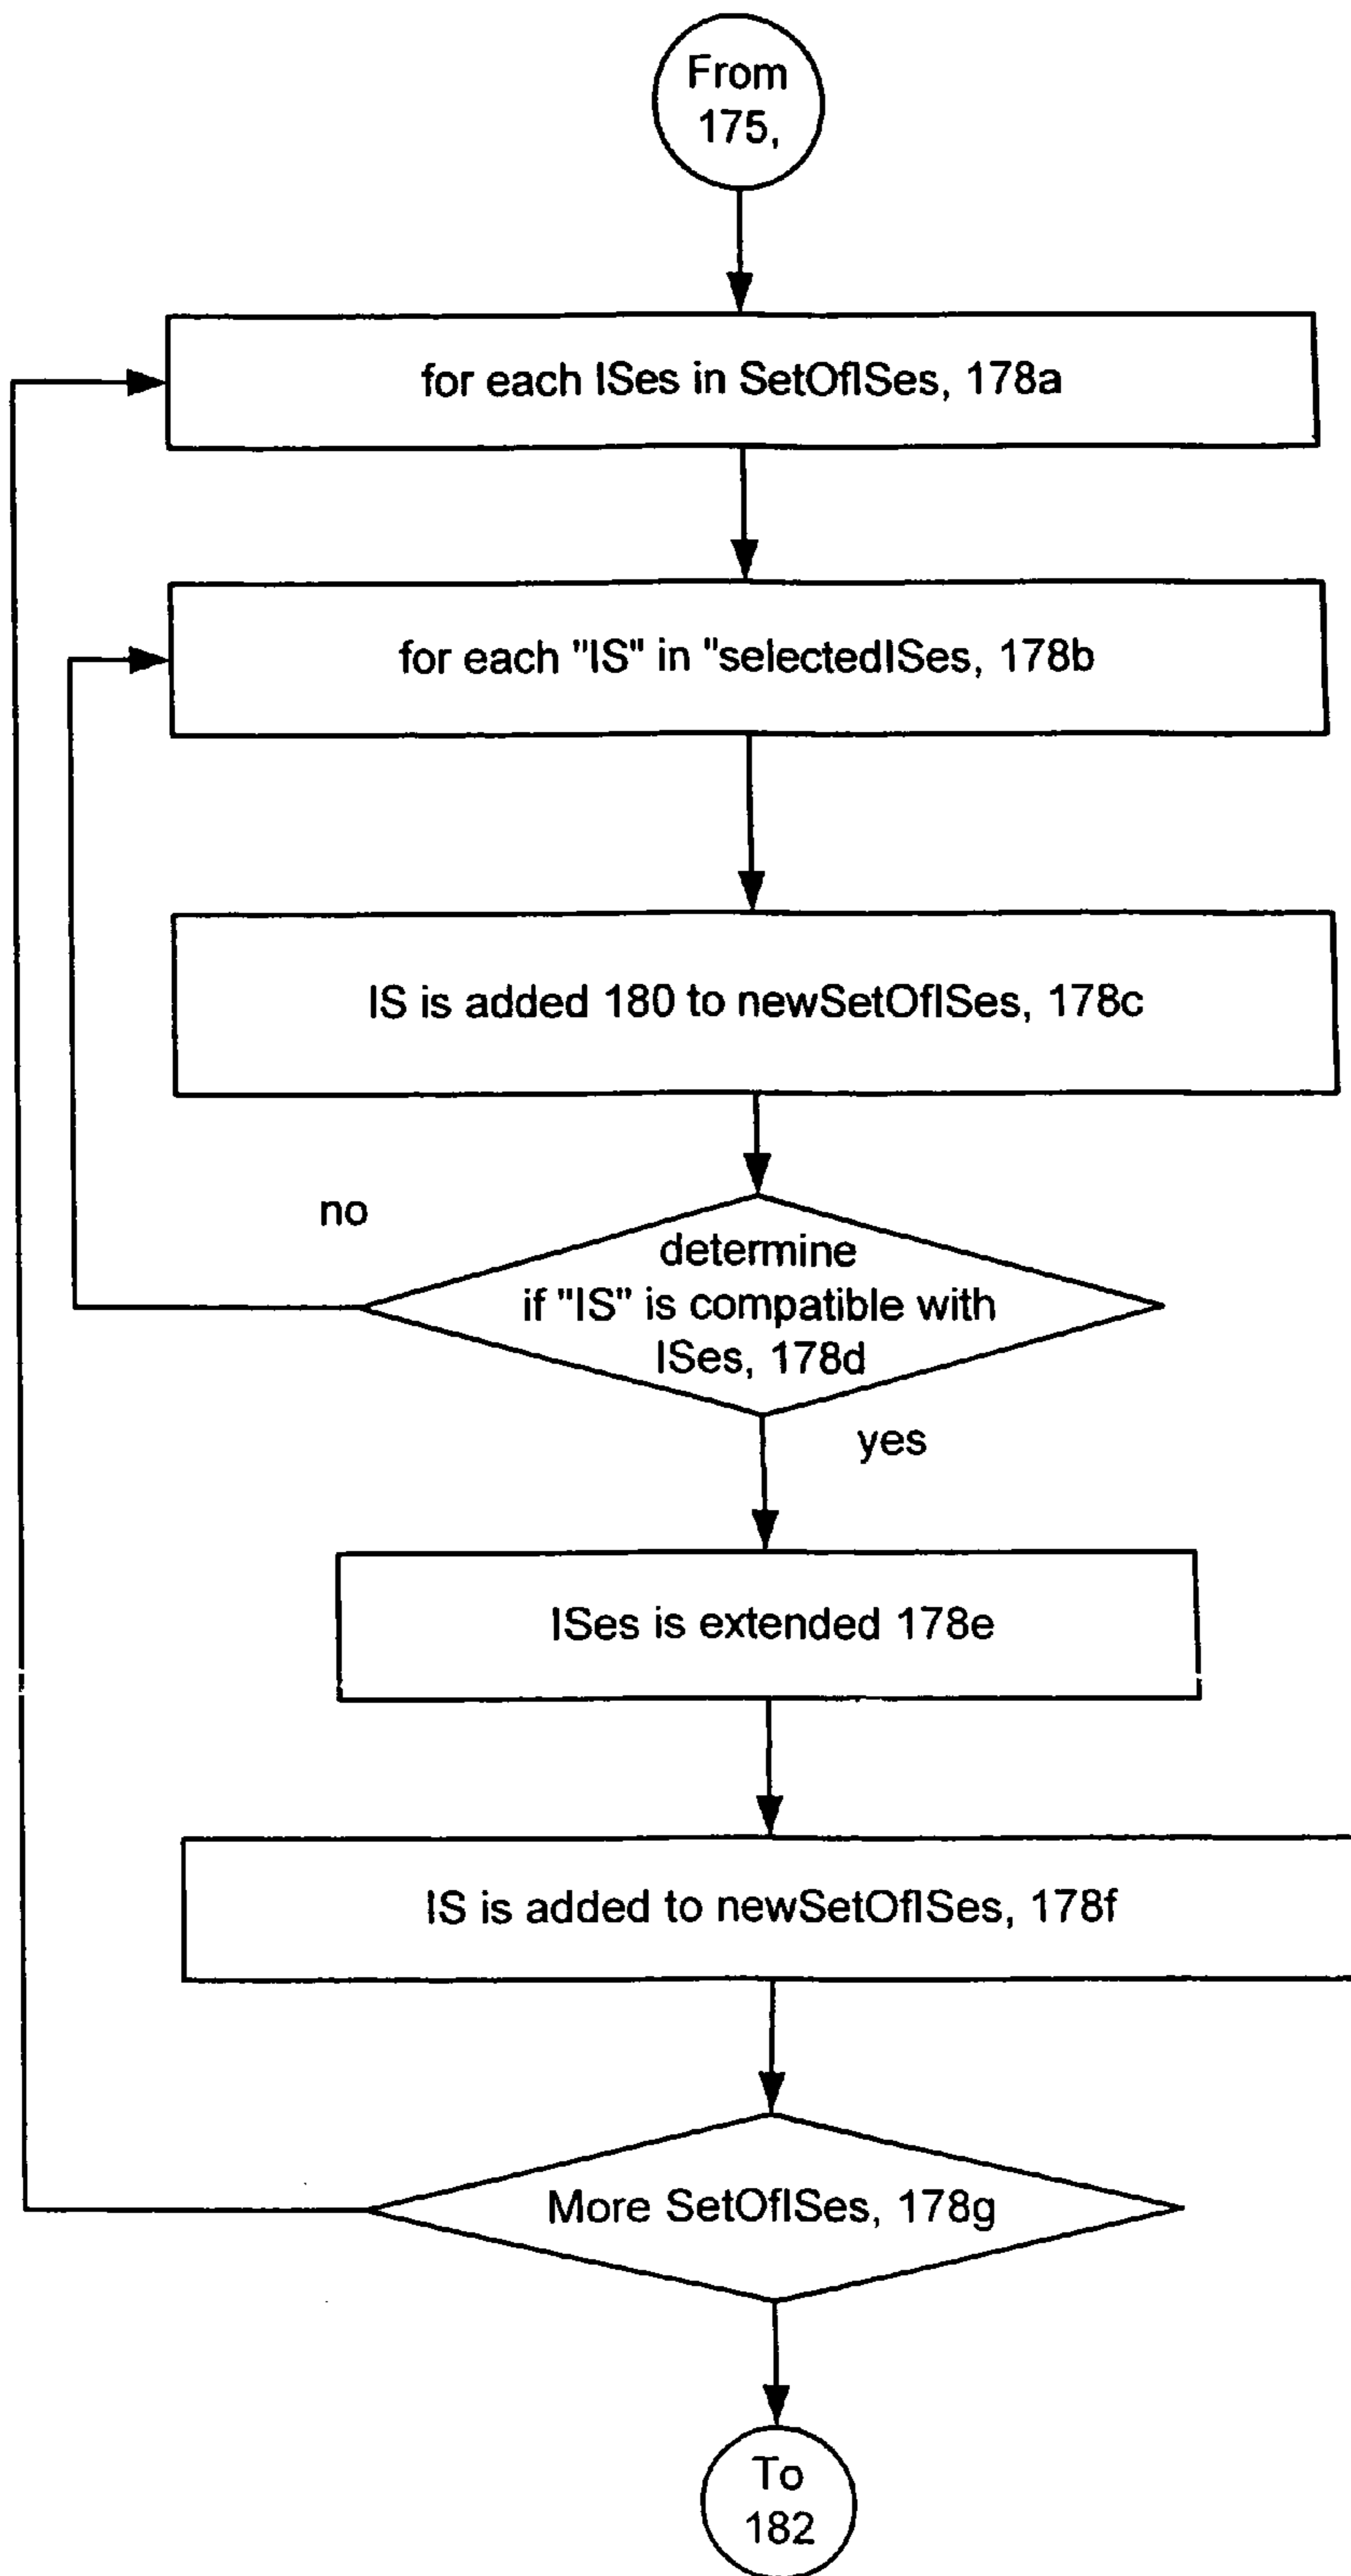 From
175,
for each ISes in SetOfISes, 178a
for each "IS" in "selectedISes, 178b
IS is added 180 to newSetOfISes, 178c
no
determine
if "IS" is compatible with
ISes, 178d
yes
ISes is extended 178e
IS is added to newSetOfISes, 178f
More SetOfISes, 178g
To
182